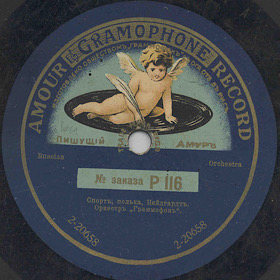 AMOUR GRAMOPHONE RECORD
Пишущій Амуръ
Russian Orchestra
№ заказа Р 116
Спортъ, полька, Нейдгардтъ.
Оркестръ „Граммофонъ".
2-20658 2-20658